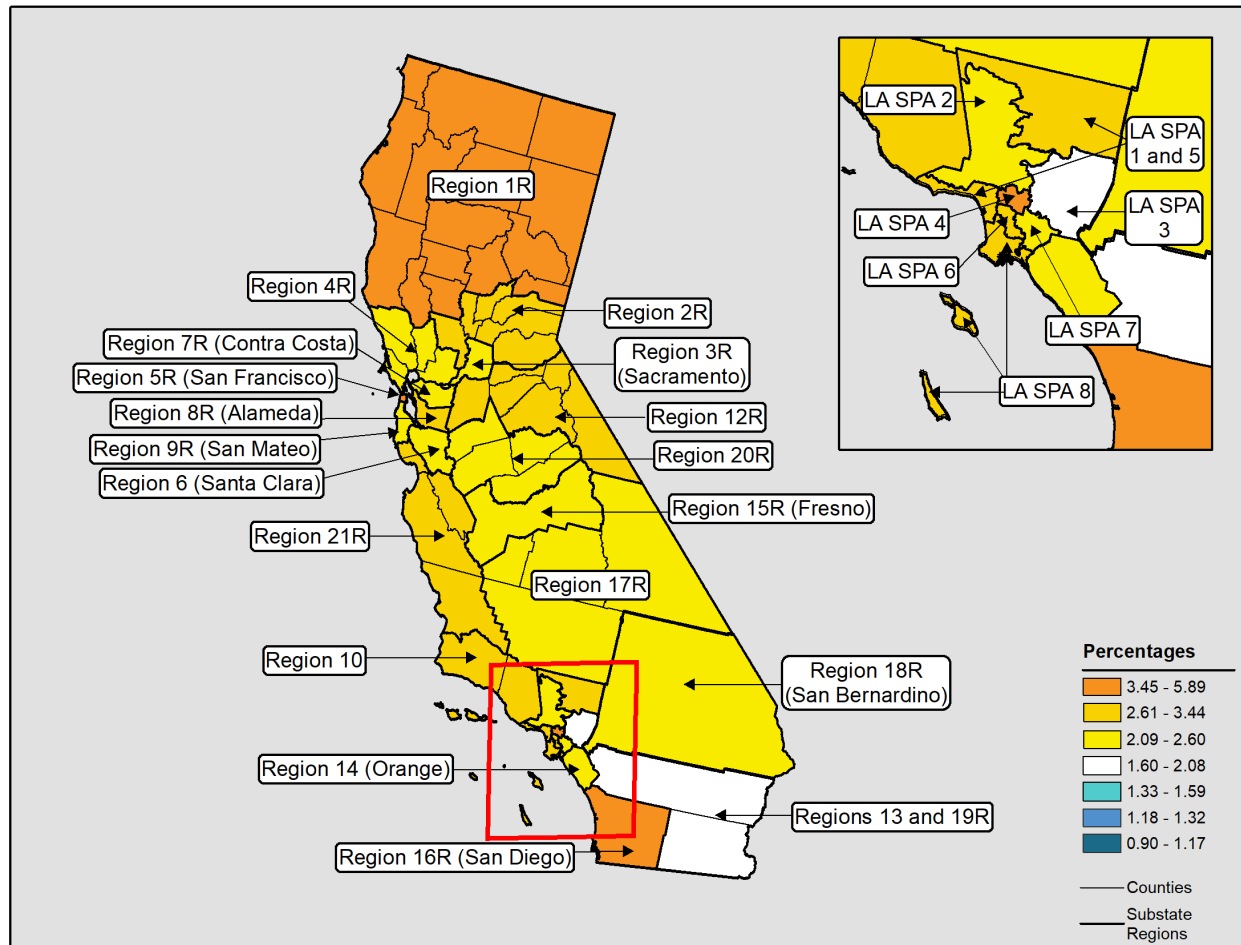 LA SPA 2
LA SPA
1 and 5
LA SPA 4
LA SPA
3
LA SPA 6
LA SPA 7
LA SPA 8
Region 1R
Region 4R
Region 2R
Region 7R (Contra Costa)
Region 3R
(Sacramento)
Region 5R (San Francisco)
Region 8R (Alameda)
Region 12R
Region 9R (San Mateo)
Region 20R
Region 6 (Santa Clara)
Region 15R (Fresno)
Region 21R
Region 17R
Region 10
Region 18R
(San Bernardino)
Region 14 (Orange)
Regions 13 and 19R
Region 16R (San Diego)
Percentages
3.45 - 5.89
2.61 - 3.44
2.09 - 2.60
1.60 - 2.08
1.33 - 1.59
1.18 - 1.32
0.90 - 1.17
Counties
Substate
Regions